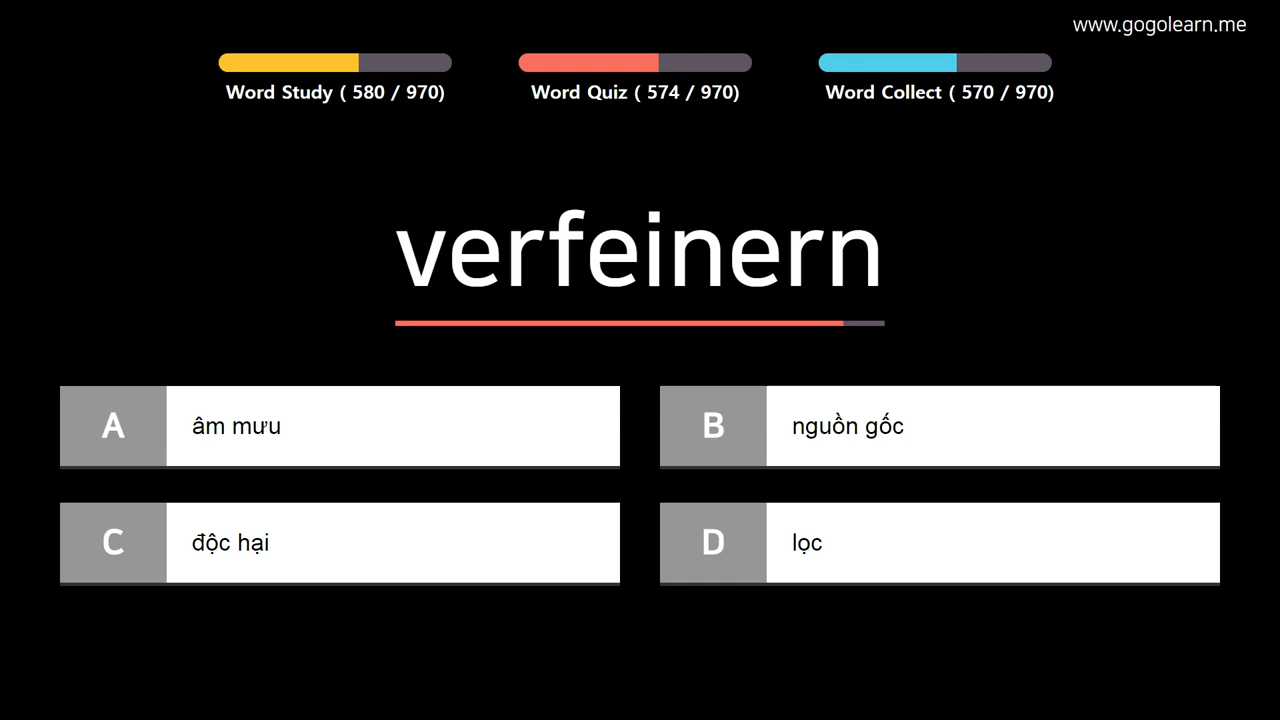 www.gogolearn.me
Word Study ( 580 / 970)
Word Quiz ( 574 / 970)
Word Collect ( 570 / 970)
verfeinern
A
âm mưu
B
nguồn gốc
C
độc hại
D
lọc